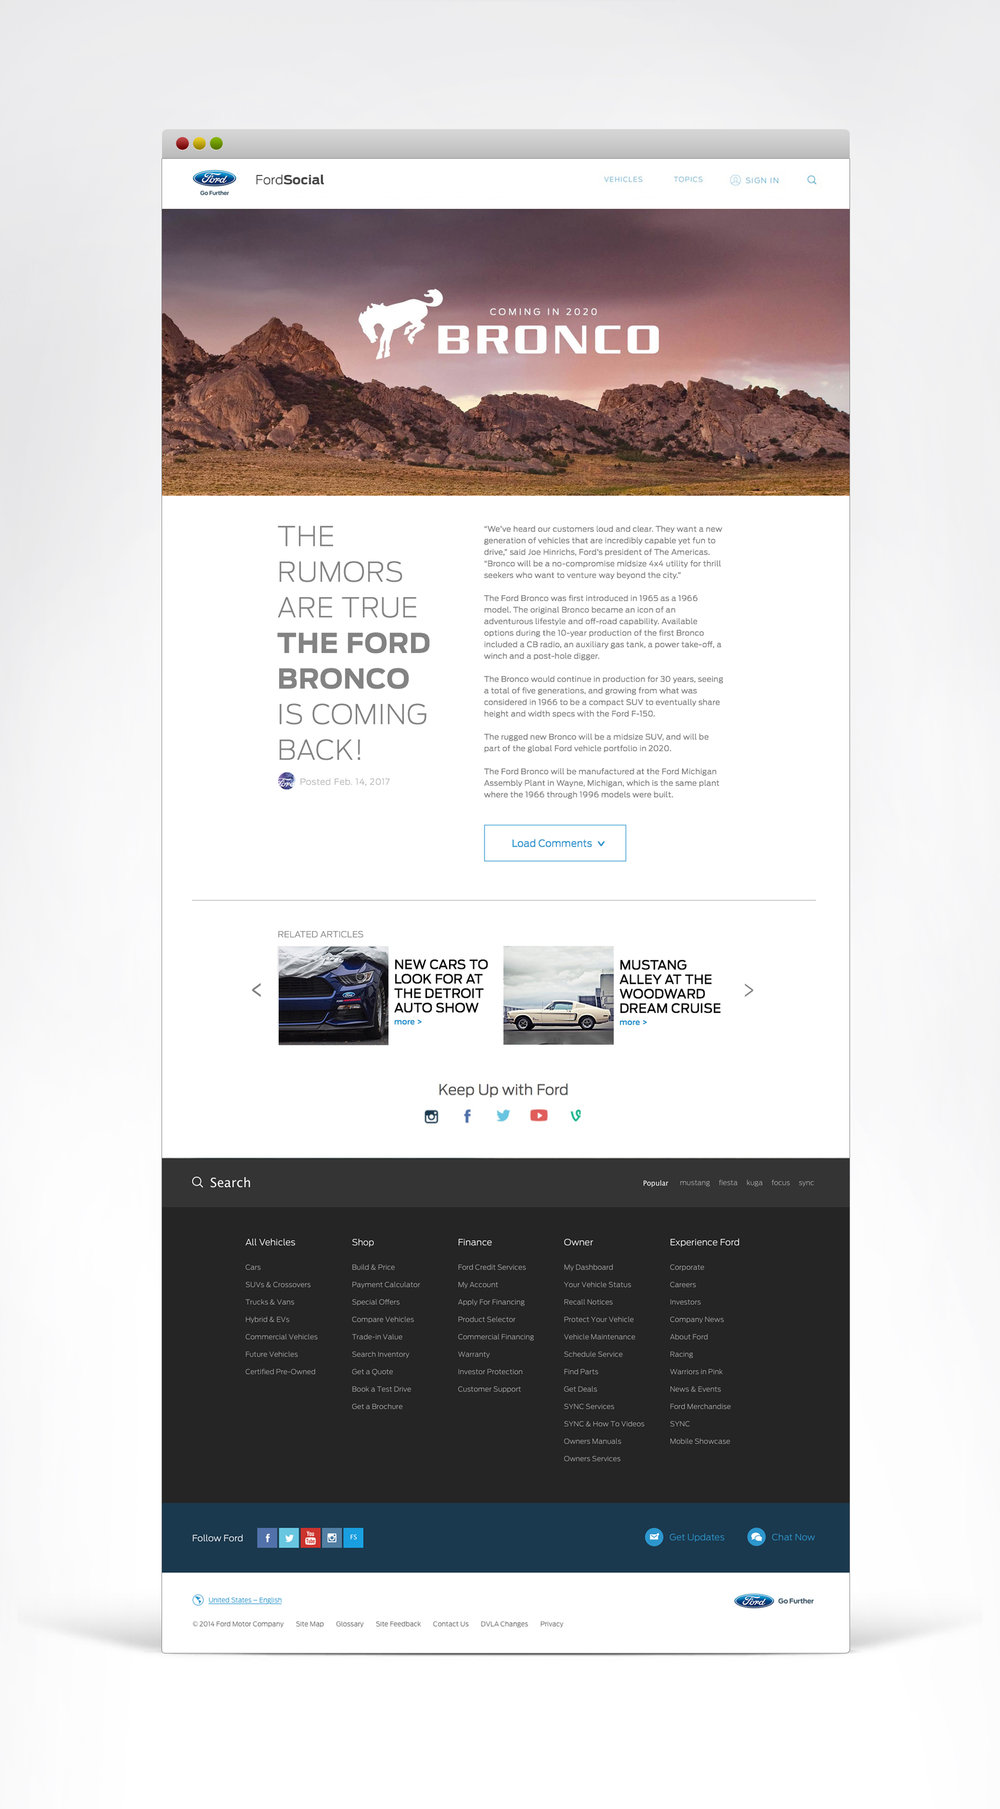 Ford
Go Further
FordSocial
VEHICLES
TOPICS
SIGN IN
COMING IN 2020
BRONCO
THE
RUMORS
ARE TRUE
THE FORD
BRONCO
IS COMING
BACK!
Ford
Posted Feb. 14, 2017
"We've heard our customers loud and clear. They want a new
generation of vehicles that are incredibly capable yet fun to
drive," said Joe Hinrichs, Ford's president of The Americas.
"Bronco will be a no-compromise midsize 4x4 utility for thrill
seekers who want to venture way beyond the city."
The Ford Bronco was first introduced in 1965 as a 1966
model. The original Bronco became an icon of an
adventurous lifestyle and off-road capability. Available
options during the 10-year production of the first Bronco
included a CB radio, an auxiliary gas tank, a power take-off, a
winch and a post-hole digger.
The Bronco would continue in production for 30 years, seeing
a total of five generations, and growing from what was
considered in 1966 to be a compact SUV to eventually share
height and width specs with the Ford F-150.
The rugged new Bronco will be a midsize SUV, and will be
part of the global Ford vehicle portfolio in 2020.
The Ford Bronco will be manufactured at the Ford Michigan
Assembly Plant in Wayne, Michigan, which is the same plant
where the 1966 through 1996 models were built.
Load Comments
RELATED ARTICLES
NEW CARS TO
LOOK FOR AT
THE DETROIT
AUTO SHOW
more >
MUSTANG
ALLEY AT THE
WOODWARD
DREAM CRUISE
more >
Keep Up with Ford
Search
Popular mustang fiesta kuga focus sync
All Vehicles
Cars
SUVs & Crossovers
Trucks & Vans
Hybrid & EVs
Commercial Vehicles
Future Vehicles
Certified Pre-Owned
Shop
Build & Price
Payment Calculator
Special Offers
Compare Vehicles
Trade-in Value
Search Inventory
Get a Quote
Book a Test Drive
Get a Brochure
Finance
Ford Credit Services
My Account
Apply For Financing
Product Selector
Commercial Financing
Warranty
Investor Protection
Customer Support
Owner
My Dashboard
Your Vehicle Status
Recall Notices
Protect Your Vehicle
Vehicle Maintenance
Schedule Service
Find Parts
Get Deals
SYNC Services
SYNC & How To Videos
Owners Manuals
Owners Services
Experience Ford
Corporate
Careers
Investors
Company News
About Ford
Racing
Warriors in Pink
News & Events
Ford Merchandise
SYNC
Mobile Showcase
Follow Ford
You
Tube
FS
Get Updates
Chat Now
United States – English
Ford
Go Further
© 2014 Ford Motor Company Site Map Glossary Site Feedback Contact Us DVLA Changes Privacy